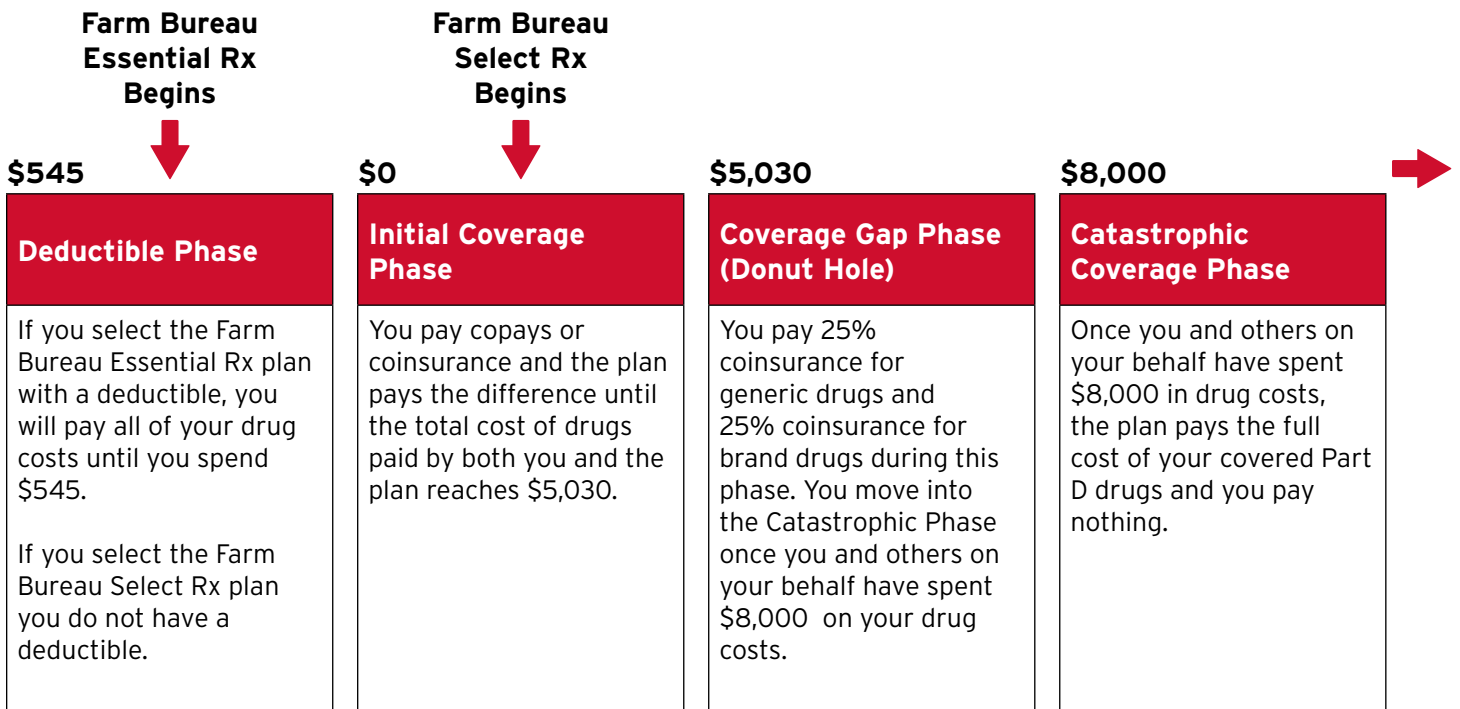 Farm Bureau
Essential Rx
Begins
Farm Bureau
Select Rx
Begins
$545
$0
$5,030
$8,000
Deductible Phase
Initial Coverage
Phase
Coverage Gap Phase
(Donut Hole)
Catastrophic
Coverage Phase
If you select the Farm
Bureau Essential Rx plan
with a deductible, you
will pay all of your drug
costs until you spend
$545.
If you select the Farm
Bureau Select Rx plan
you do not have a
deductible.
You pay copays or
coinsurance and the plan
pays the difference until
the total cost of drugs
paid by both you and the
plan reaches $5,030.
You pay 25%
coinsurance for
generic drugs and
25% coinsurance for
brand drugs during this
phase. You move into
the Catastrophic Phase
once you and others on
your behalf have spent
$8,000  on your drug
costs.
Once you and others on
your behalf have spent
$8,000 in drug costs,
the plan pays the full
cost of your covered Part
D drugs and you pay
nothing.